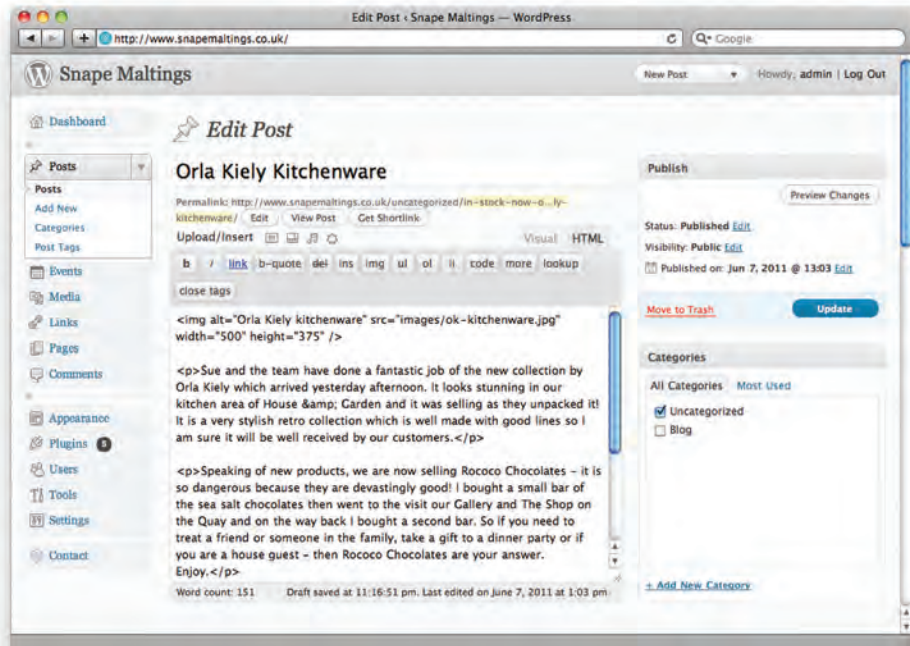 Edit Post ‹ Snape Maltings — WordPress
http://www.snapemaltings.co.uk/
Google
Snape Maltings
New Post
Howdy, admin | Log Out
Dashboard
Posts
Posts
Add New
Categories
Post Tags
Events
Media
Links
Pages
Comments
Appearance
Plugins
Users
Tools
Settings
Contact
Edit Post
Orla Kiely Kitchenware
Permalink: http://www.snapemaltings.co.uk/uncategorized/in-stock-now-o...ly-
kitchenware/ Edit View Post Get Shortlink
Upload/Insert
Visual HTML
b i link b-quote del ins img ul ol li code more lookup
close tags
<img alt="Orla Kiely kitchenware" src="images/ok-kitchenware.jpg"
width="500" height="375" />
<p>Sue and the team have done a fantastic job of the new collection by
Orla Kiely which arrived yesterday afternoon. It looks stunning in our
kitchen area of House &amp; Garden and it was selling as they unpacked it!
It is a very stylish retro collection which is well made with good lines so I
am sure it will be well received by our customers.</p>
<p>Speaking of new products, we are now selling Rococo Chocolates – it is
so dangerous because they are devastingly good! I bought a small bar of
the sea salt chocolates then went to the visit our Gallery and The Shop on
the Quay and on the way back I bought a second bar. So if you need to
treat a friend or someone in the family, take a gift to a dinner party or if
you are a house guest – then Rococo Chocolates are your answer.
Enjoy.</p>
Word count: 151
Draft saved at 11:16:51 pm. Last edited on June 7, 2011 at 1:03 pm
Publish
Preview Changes
Status: Published Edit
Visibility: Public Edit
Published on: Jun 7, 2011 @ 13:03 Edit
Move to Trash
Update
Categories
All Categories Most Used
Uncategorized
Blog
+ Add New Category